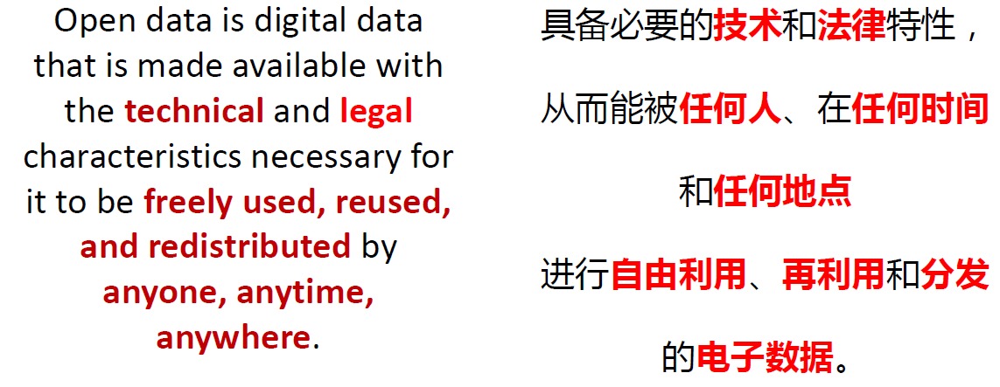 Open data is digital data
that is made available with
the technical and legal
characteristics necessary for
it to be freely used, reused,
and redistributed by
anyone, anytime,
anywhere.
具备必要的技术和法律特性，
从而能被任何人、在任何时间
和任何地点
进行自由利用、再利用和分发
的电子数据。